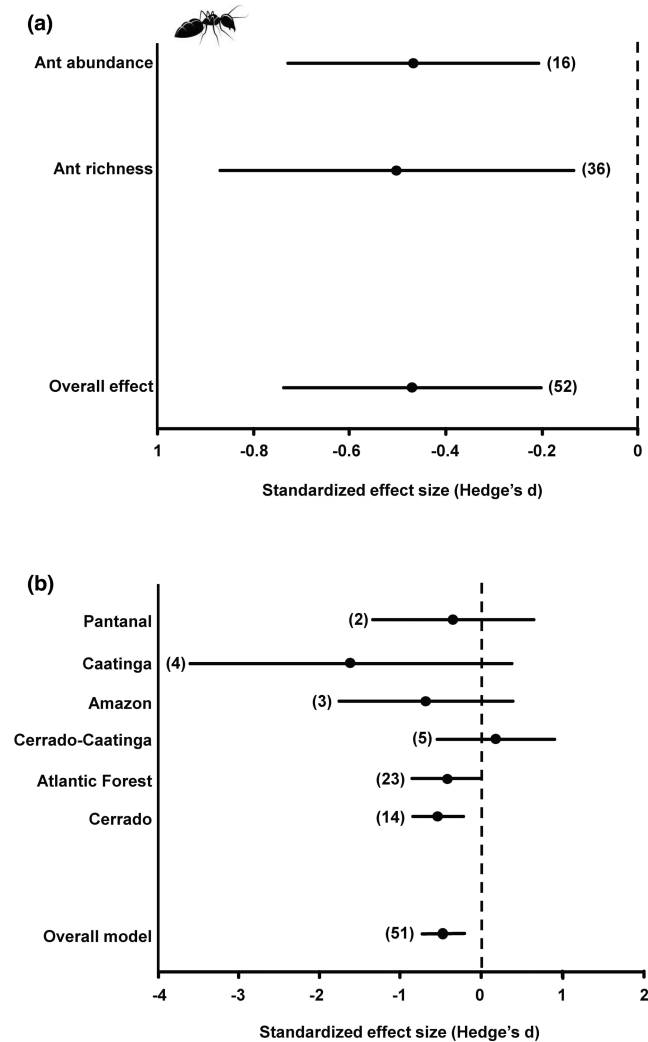 (a)
Ant abundance
(16)
Ant richness
(36)
Overall effect
(52)
1 -0.8 -0.6 -0.4 -0.2 0
Standardized effect size (Hedge's d)
(b)
Pantanal
(2)
Caatinga
(4)
Amazon
(3)
Cerrado-Caatinga
(5)
Atlantic Forest
(23)
Cerrado
(14)
Overall model
(51)
-4 -3 -2 -1 0 1 2
Standardized effect size (Hedge's d)